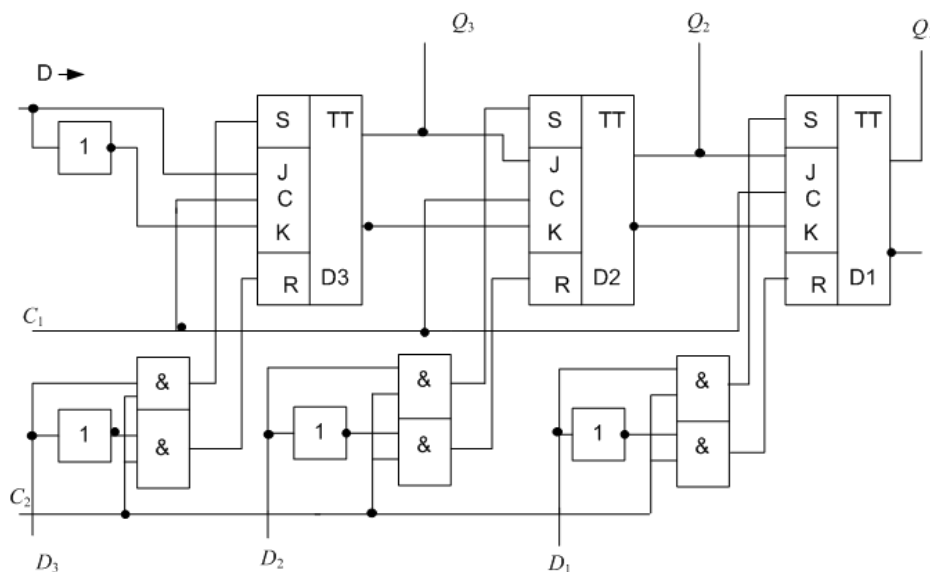 Q3 Q2 Q
D
S TT S TT S TT
1 J J J
C C C
K K K
R D3 R D2 R D1
C1
& & &
1 & 1 & 1 &
C2
D3 D2 D1